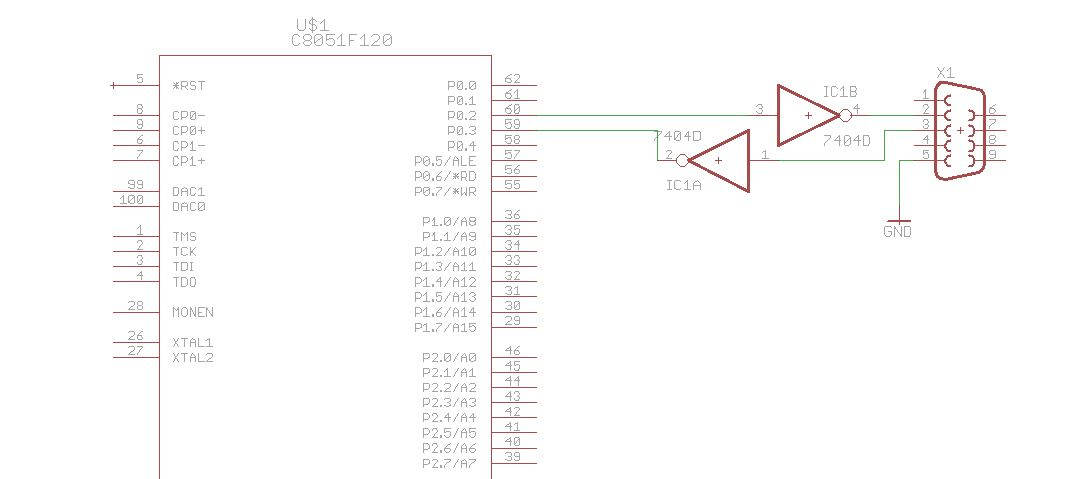 U$1
C8051F120
5 *RST P0.0 62
P0.1 61
8 CP0- P0.2 60
9 CP0+ P0.3 59
6 CP1- P0.4 58
7 CP1+ P0.5/ALE 57
P0.6/*RD 56
99 DAC1 P0.7/*WR 55
100 DAC0
P1.0/A8 36
1 TMS P1.1/A9 35
2 TCK P1.2/A10 34
3 TDI P1.3/A11 33
4 TDO P1.4/A12 32
P1.5/A13 31
28 MONEN P1.6/A14 30
P1.7/A15 29
26 XTAL1
27 XTAL2 P2.0/A0 46
P2.1/A1 45
P2.2/A2 44
P2.3/A3 43
P2.4/A4 42
P2.5/A5 41
P2.6/A6 40
P2.7/A7 39
3 IC1B 4
7404D
7404D
2 1
IC1A
X1
1
2 6
3 7
4 8
5 9
GND